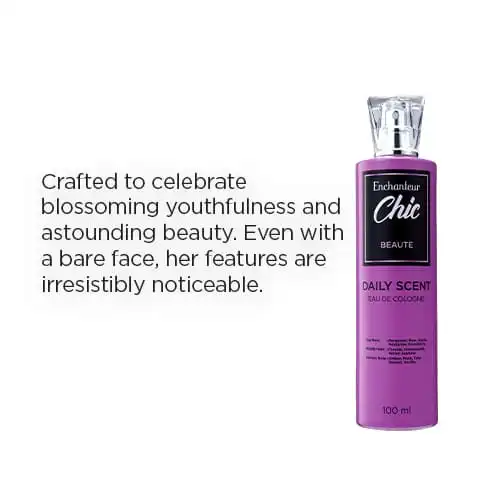 Crafted to celebrate
blossoming youthfulness and
astounding beauty. Even with
a bare face, her features are
irresistibly noticeable.
Enchanteur
Chic
BEAUTE
DAILY SCENT
EAU DE COLOGNE
100 ml